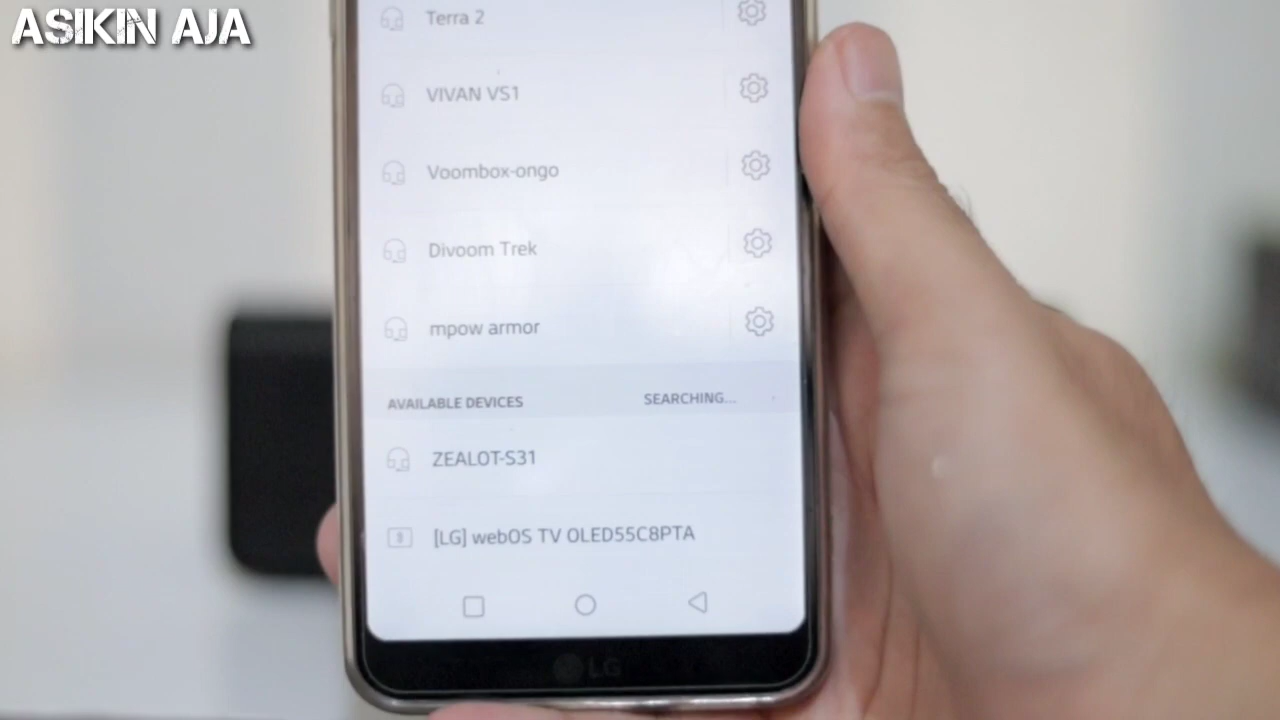 ASIKIN AJA
Terra 2
VIVAN VS1
Voombox-ongo
Divoom Trek
mpow armor
AVAILABLE DEVICES SEARCHING...
ZEALOT-S31
[LG] webOS TV OLED55C8PTA
LG